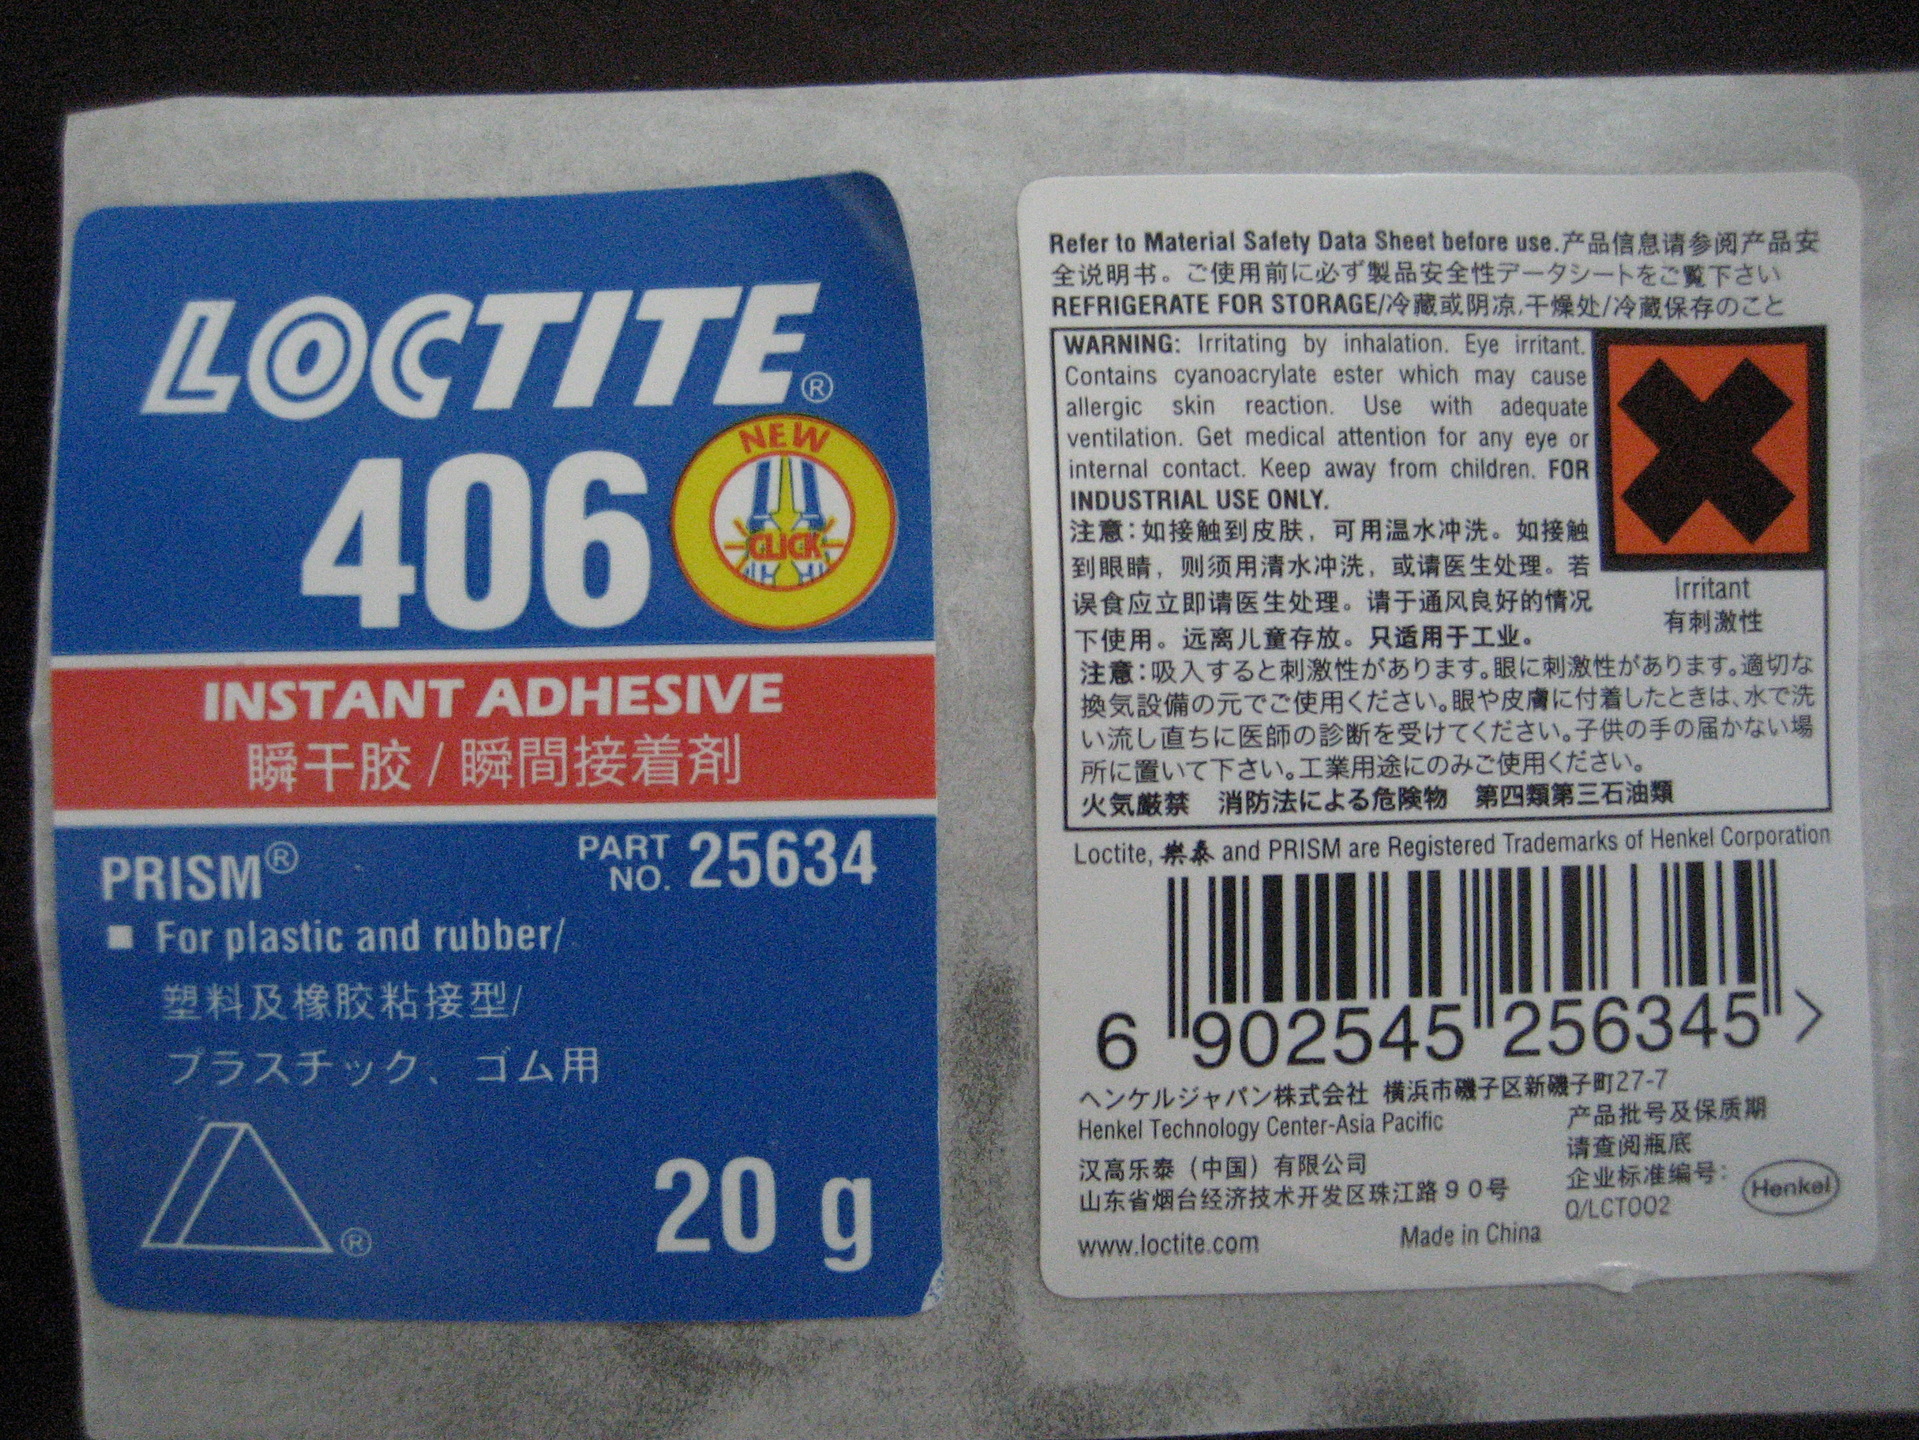 LOCTITE®
406
NEW
CLICK
INSTANT ADHESIVE
瞬干胶 / 瞬間接着剤
PRISM®
PART NO. 25634
■ For plastic and rubber/
塑料及橡胶粘接型/
プラスチック、ゴム用
®
20 g
Refer to Material Safety Data Sheet before use.产品信息请参阅产品安
全说明书。ご使用前に必ず製品安全性データシートをご覧下さい
REFRIGERATE FOR STORAGE/冷藏或阴凉,干燥处/冷蔵保存のこと
WARNING: Irritating by inhalation. Eye irritant.
Contains cyanoacrylate ester which may cause
allergic skin reaction. Use with adequate
ventilation. Get medical attention for any eye or
internal contact. Keep away from children. FOR
INDUSTRIAL USE ONLY.
注意：如接触到皮肤，可用温水冲洗。如接触
到眼睛，则须用清水冲洗，或请医生处理。若
误食应立即请医生处理。请于通风良好的情况
下使用。远离儿童存放。只适用于工业。
Irritant
有刺激性
注意：吸入すると刺激性があります。眼に刺激性があります。適切な
換気設備の元でご使用ください。眼や皮膚に付着したときは、水で洗
い流し直ちに医師の診断を受けてください。子供の手の届かない場
所に置いて下さい。工業用途にのみご使用ください。
火気厳禁　消防法による危険物　第四類第三石油類
Loctite, 樂泰 and PRISM are Registered Trademarks of Henkel Corporation
6 902545 256345 >
ヘンケルジャパン株式会社 横浜市磯子区新磯子町27-7
Henkel Technology Center-Asia Pacific
汉高乐泰（中国）有限公司
山东省烟台经济技术开发区珠江路９０号
产品批号及保质期
请查阅瓶底
企业标准编号：
Q/LCT002
Henkel
www.loctite.com
Made in China